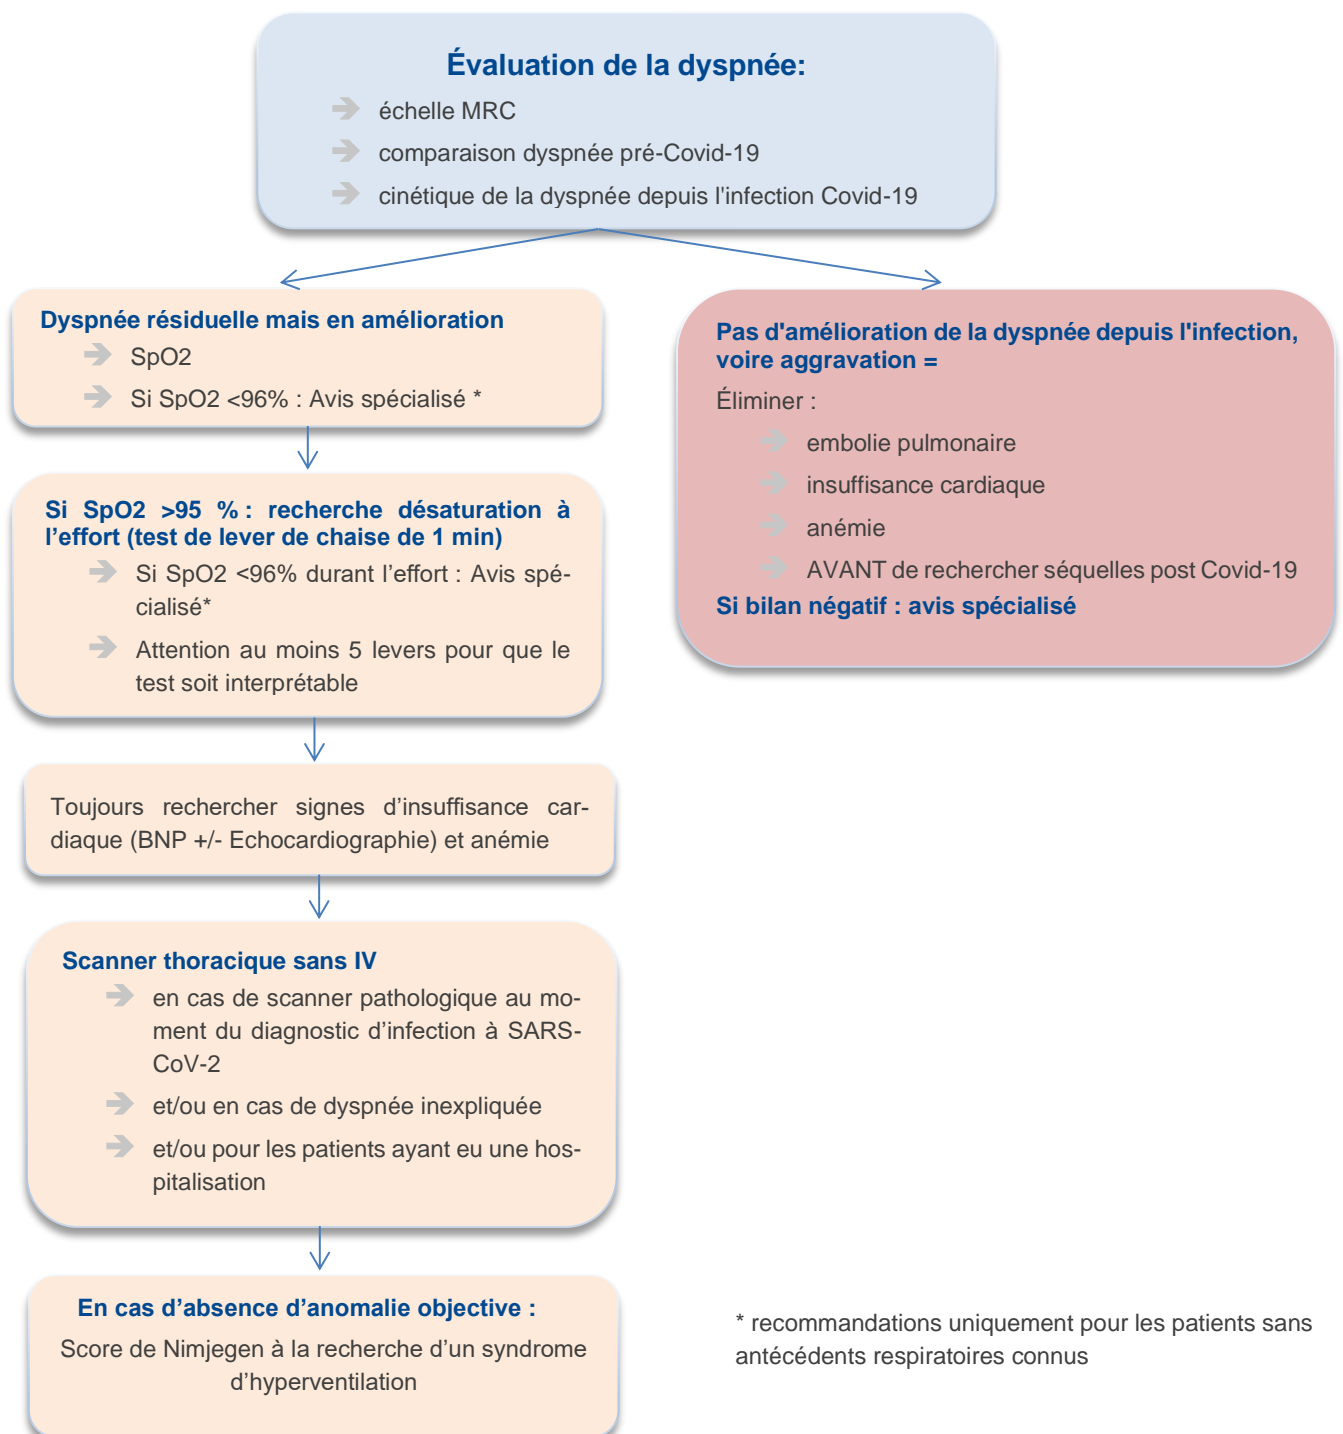 Évaluation de la dyspnée:
échelle MRC
comparaison dyspnée pré-Covid-19
cinétique de la dyspnée depuis l'infection Covid-19
Dyspnée résiduelle mais en amélioration
SpO2
Si SpO2 <96% : Avis spécialisé *
Si SpO2 >95 % : recherche désaturation à
l’effort (test de lever de chaise de 1 min)
Si SpO2 <96% durant l’effort : Avis spé-
cialisé*
Attention au moins 5 levers pour que le
test soit interprétable
Toujours rechercher signes d’insuffisance car-
diaque (BNP +/- Echocardiographie) et anémie
Scanner thoracique sans IV
en cas de scanner pathologique au mo-
ment du diagnostic d’infection à SARS-
CoV-2
et/ou en cas de dyspnée inexpliquée
et/ou pour les patients ayant eu une hos-
pitalisation
En cas d’absence d’anomalie objective :
Score de Nimjegen à la recherche d’un syndrome
d’hyperventilation
Pas d'amélioration de la dyspnée depuis l'infection,
voire aggravation =
Éliminer :
embolie pulmonaire
insuffisance cardiaque
anémie
AVANT de rechercher séquelles post Covid-19
Si bilan négatif : avis spécialisé
* recommandations uniquement pour les patients sans
antécédents respiratoires connus